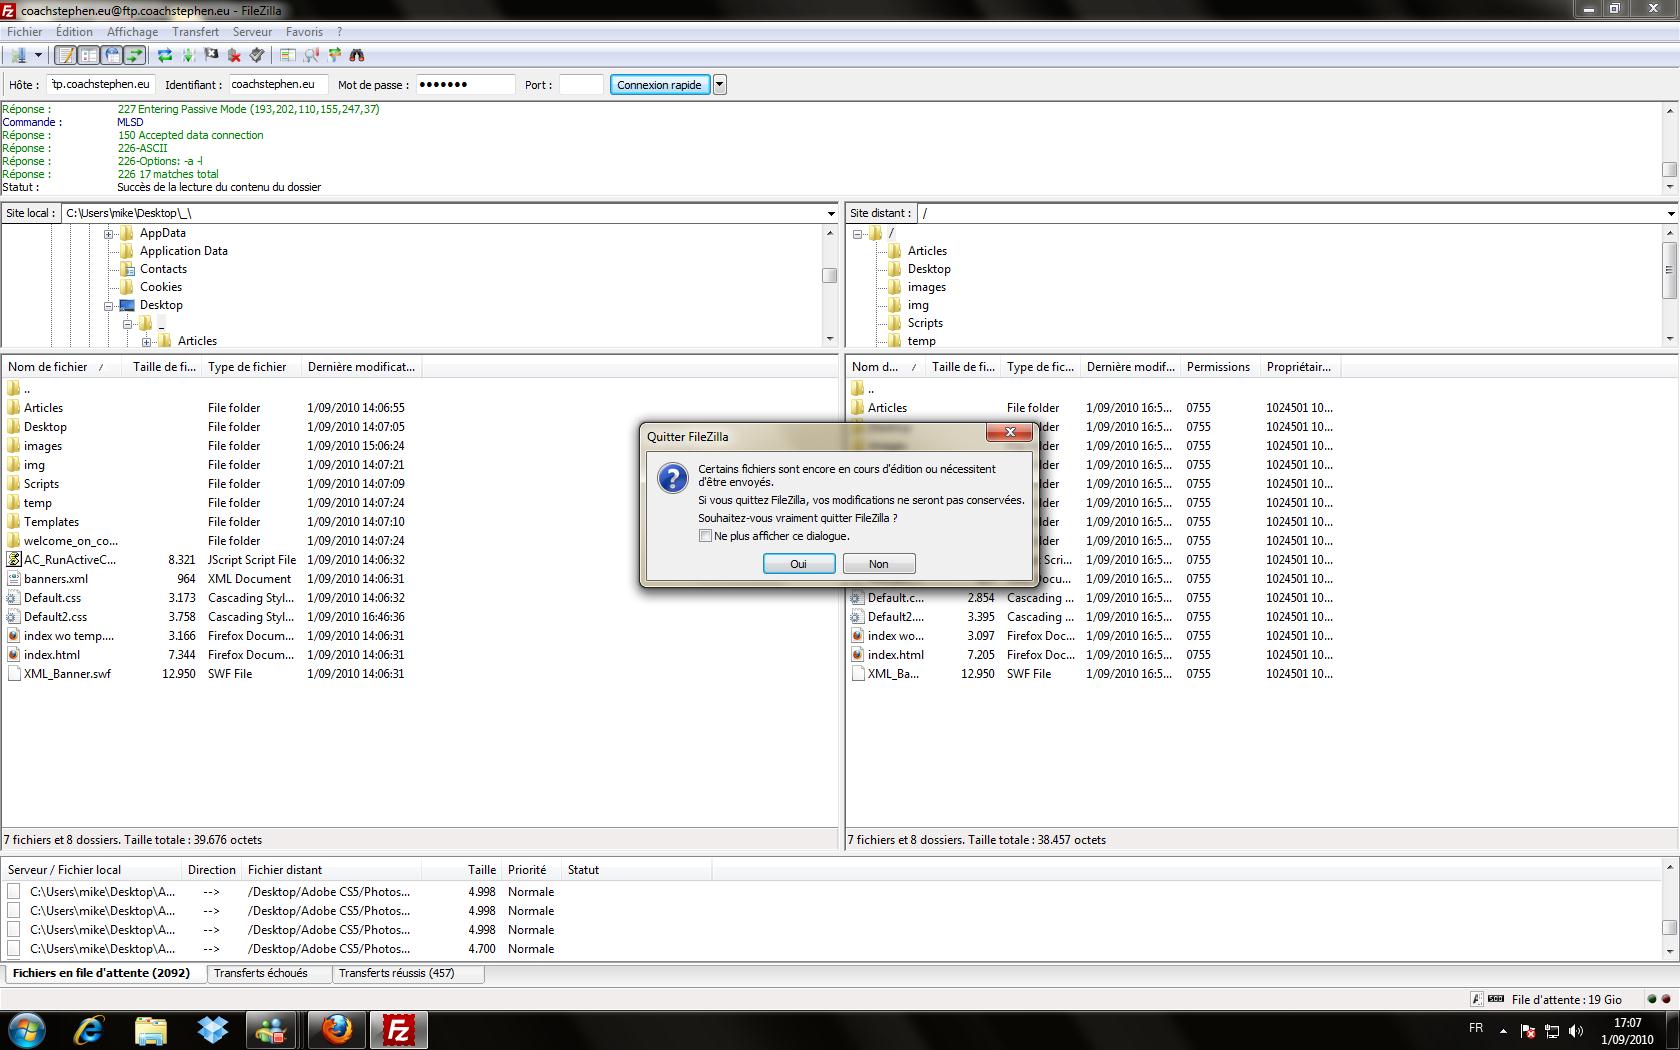 coachstephen.eu@ftp.coachstephen.eu - FileZilla
Fichier Édition Affichage Transfert Serveur Favoris ?
Hôte : tp.coachstephen.eu Identifiant : coachstephen.eu Mot de passe : ●●●●●●● Port : Connexion rapide
Réponse : 227 Entering Passive Mode (193,202,110,155,247,37)
Commande : MLSD
Réponse : 150 Accepted data connection
Réponse : 226-ASCII
Réponse : 226-Options: -a -l
Réponse : 226 17 matches total
Statut : Succès de la lecture du contenu du dossier
Site local : C:\Users\mike\Desktop\_\
AppData
Application Data
Contacts
Cookies
Desktop
_
Articles
Site distant : /
/
Articles
Desktop
images
img
Scripts
temp
Nom de fichier / Taille de fi... Type de fichier Dernière modificat...
..
Articles File folder 1/09/2010 14:06:55
Desktop File folder 1/09/2010 14:07:05
images File folder 1/09/2010 15:06:24
img File folder 1/09/2010 14:07:21
Scripts File folder 1/09/2010 14:07:09
temp File folder 1/09/2010 14:07:24
Templates File folder 1/09/2010 14:07:10
welcome_on_co... File folder 1/09/2010 14:07:24
AC_RunActiveC... 8.321 JScript Script File 1/09/2010 14:06:32
banners.xml 964 XML Document 1/09/2010 14:06:31
Default.css 3.173 Cascading Styl... 1/09/2010 14:06:32
Default2.css 3.758 Cascading Styl... 1/09/2010 16:46:36
index wo temp.... 3.166 Firefox Docum... 1/09/2010 14:06:31
index.html 7.344 Firefox Docum... 1/09/2010 14:06:31
XML_Banner.swf 12.950 SWF File 1/09/2010 14:06:31
7 fichiers et 8 dossiers. Taille totale : 39.676 octets
Nom d... / Taille de fi... Type de fic... Dernière modif... Permissions Propriétair...
..
Articles File folder 1/09/2010 16:5... 0755 1024501 10...
lder 1/09/2010 16:5... 0755 1024501 10...
lder 1/09/2010 16:5... 0755 1024501 10...
lder 1/09/2010 16:5... 0755 1024501 10...
lder 1/09/2010 16:5... 0755 1024501 10...
lder 1/09/2010 16:5... 0755 1024501 10...
lder 1/09/2010 16:5... 0755 1024501 10...
lder 1/09/2010 16:5... 0755 1024501 10...
Scri... 1/09/2010 16:5... 0755 1024501 10...
ocu... 1/09/2010 16:5... 0755 1024501 10...
Default.c... 2.854 Cascading ... 1/09/2010 16:5... 0755 1024501 10...
Default2.... 3.395 Cascading ... 1/09/2010 16:5... 0755 1024501 10...
index wo... 3.097 Firefox Doc... 1/09/2010 16:5... 0755 1024501 10...
index.html 7.205 Firefox Doc... 1/09/2010 16:5... 0755 1024501 10...
XML_Ba... 12.950 SWF File 1/09/2010 16:5... 0755 1024501 10...
7 fichiers et 8 dossiers. Taille totale : 38.457 octets
Quitter FileZilla
Certains fichiers sont encore en cours d'édition ou nécessitent
d'être envoyés.
Si vous quittez FileZilla, vos modifications ne seront pas conservées.
Souhaitez-vous vraiment quitter FileZilla ?
Ne plus afficher ce dialogue.
Oui Non
Serveur / Fichier local Direction Fichier distant Taille Priorité Statut
C:\Users\mike\Desktop\A... --> /Desktop/Adobe CS5/Photos... 4.998 Normale
C:\Users\mike\Desktop\A... --> /Desktop/Adobe CS5/Photos... 4.998 Normale
C:\Users\mike\Desktop\A... --> /Desktop/Adobe CS5/Photos... 4.998 Normale
C:\Users\mike\Desktop\A... --> /Desktop/Adobe CS5/Photos... 4.700 Normale
Fichiers en file d'attente (2092) Transferts échoués Transferts réussis (457)
File d'attente : 19 Gio
FR 17:07
1/09/2010